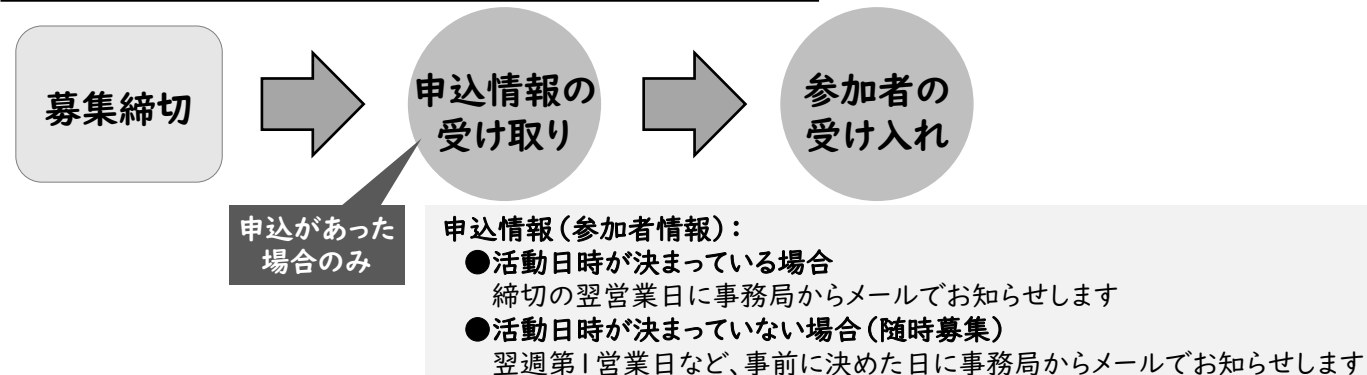 募集締切
申込情報の
受け取り
参加者の
受け入れ
申込があった
場合のみ
申込情報（参加者情報）：
●活動日時が決まっている場合
締切の翌営業日に事務局からメールでお知らせします
●活動日時が決まっていない場合（随時募集）
翌週第1営業日など、事前に決めた日に事務局からメールでお知らせします